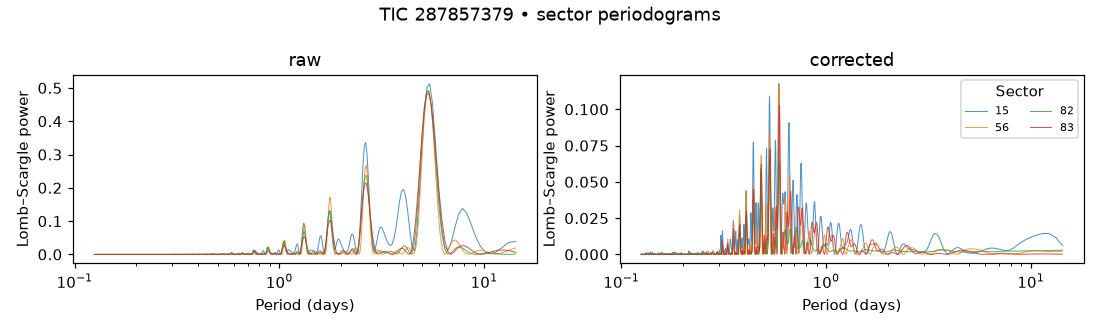 TIC 287857379 • sector periodograms
raw
Lomb–Scargle power
0.5
0.4
0.3
0.2
0.1
0.0
10⁻¹
10⁰
10¹
Period (days)
corrected
Lomb–Scargle power
0.100
0.075
0.050
0.025
0.000
10⁻¹
10⁰
10¹
Period (days)
Sector
15
82
56
83